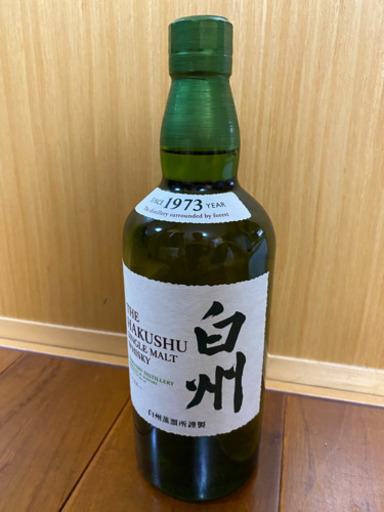 SINCE 1973 YEAR
The distillery surrounded by forest
THE
HAKUSHU
SINGLE MALT
WHISKY
DISTILLERY
白州
白州蒸溜所謹製